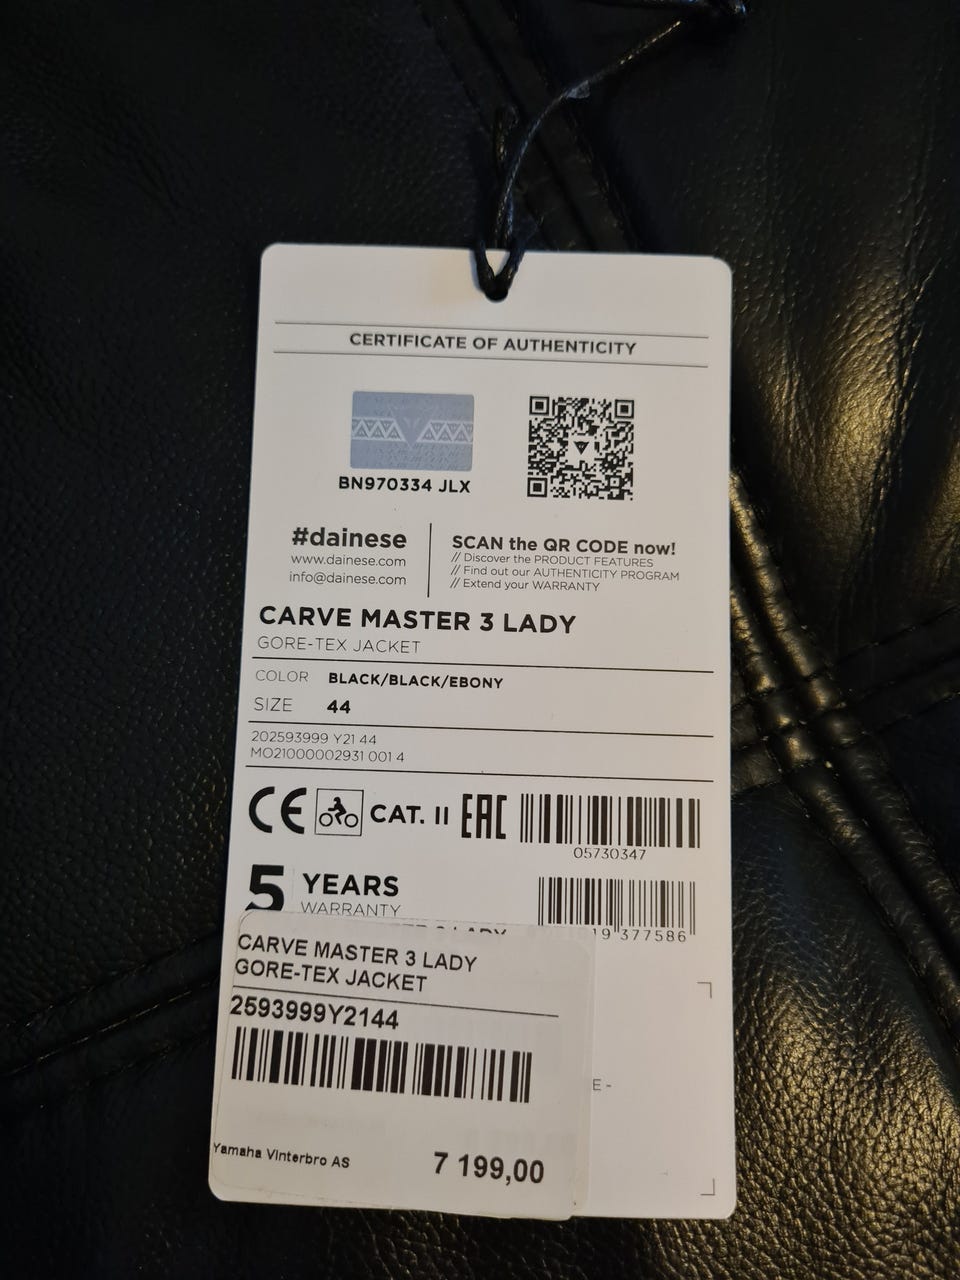 CERTIFICATE OF AUTHENTICITY
BN970334 JLX
#dainese
www.dainese.com
info@dainese.com
SCAN the QR CODE now!
// Discover the PRODUCT FEATURES
// Find out our AUTHENTICITY PROGRAM
// Extend your WARRANTY
CARVE MASTER 3 LADY
GORE-TEX JACKET
COLOR BLACK/BLACK/EBONY
SIZE 44
202593999 Y21 44
MO21000002931 001 4
CE CAT. II EAC
05730347
5 YEARS
WARRANTY
19 377586
CARVE MASTER 3 LADY
GORE-TEX JACKET
2593999Y2144
E -
Yamaha Vinterbro AS
7 199,00